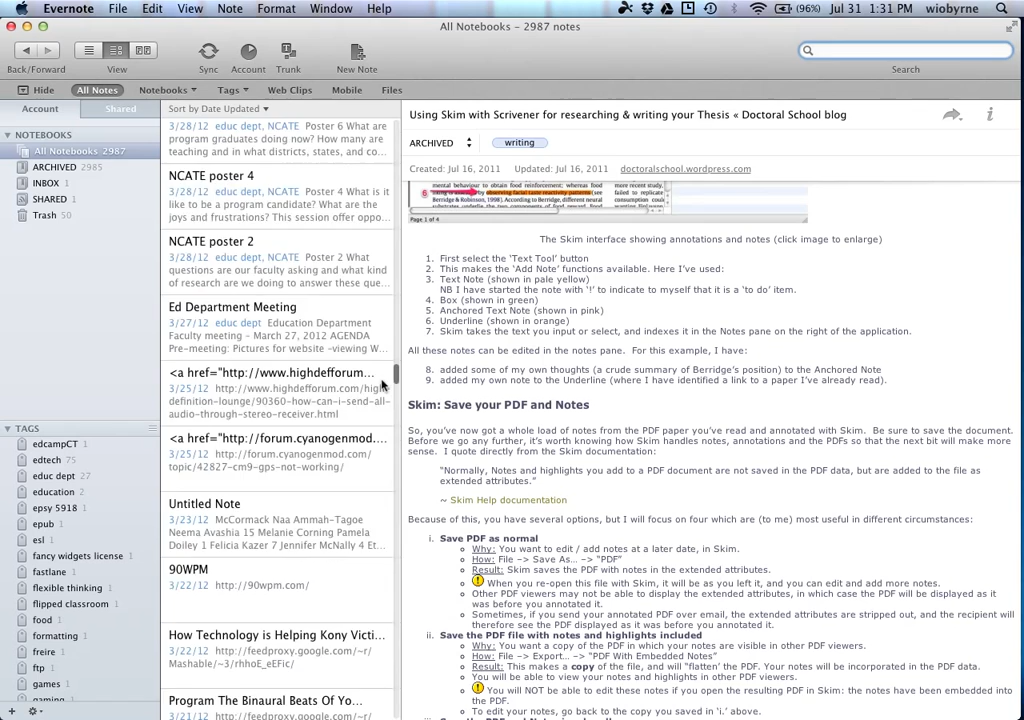 Evernote File Edit View Note Format Window Help (96%) Jul 31 1:31 PM wiobyrne
All Notebooks – 2987 notes
Back/Forward View Sync Account Trunk New Note Search
Hide All Notes Notebooks Tags Web Clips Mobile Files
Account Shared
NOTEBOOKS
All Notebooks 2987
ARCHIVED 2985
INBOX 1
SHARED 1
Trash 50
TAGS
edcampCT 1
edtech 75
educ dept 27
education 2
epsy 5918 1
epub 1
esl 1
fancy widgets license 1
fastlane 1
flexible thinking 1
flipped classroom 1
food 1
formatting 1
freire 1
ftp 1
games 1
gaming 1
Sort by Date Updated
3/28/12 educ dept, NCATE Poster 6 What are
program graduates doing now? How many are
teaching and in what districts, states, and co...
NCATE poster 4
3/28/12 educ dept, NCATE Poster 4 What is it
like to be a program candidate? What are the
joys and frustrations? This session offer oppo...
NCATE poster 2
3/28/12 educ dept, NCATE Poster 2 What
questions are our faculty asking and what kind
of research are we doing to answer these que...
Ed Department Meeting
3/27/12 educ dept Education Department
Faculty meeting – March 27, 2012 AGENDA
Pre-meeting: Pictures for website –viewing W...
<a href="http://www.highdefforum...
3/25/12 http://www.highdefforum.com/high-
definition-lounge/90360-how-can-i-send-all-
audio-through-stereo-receiver.html
<a href="http://forum.cyanogenmod....
3/25/12 http://forum.cyanogenmod.com/
topic/42827-cm9-gps-not-working/
Untitled Note
3/23/12 McCormack Naa Ammah-Tagoe
Neema Avashia 15 Melanie Corning Pamela
Doiley 1 Felicia Kazer 7 Jennifer McNally 4 Et...
90WPM
3/22/12 http://90wpm.com/
How Technology is Helping Kony Victi...
3/22/12 http://feedproxy.google.com/~r/
Mashable/~3/rhhoE_eEFic/
Program The Binaural Beats Of Yo...
3/21/12 http://feedproxy.google.com/~r/
Using Skim with Scrivener for researching & writing your Thesis « Doctoral School blog
ARCHIVED writing
Created: Jul 16, 2011 Updated: Jul 16, 2011 doctoralschool.wordpress.com
mental behaviour to obtain food reinforcement; whereas food
6 observing facial taste reactivity patterns (see
Berridge & Robinson, 1998). According to Berridge, different neural
more recent study,
failed to replicate
consumption coul
Page 1 of 4
The Skim interface showing annotations and notes (click image to enlarge)
1. First select the ‘Text Tool’ button
2. This makes the ‘Add Note’ functions available. Here I’ve used:
3. Text Note (shown in pale yellow)
NB I have started the note with ‘!’ to indicate to myself that it is a ‘to do’ item.
4. Box (shown in green)
5. Anchored Text Note (shown in pink)
6. Underline (shown in orange)
7. Skim takes the text you input or select, and indexes it in the Notes pane on the right of the application.
All these notes can be edited in the notes pane. For this example, I have:
8. added some of my own thoughts (a crude summary of Berridge’s position) to the Anchored Note
9. added my own note to the Underline (where I have identified a link to a paper I’ve already read).
Skim: Save your PDF and Notes
So, you’ve now got a whole load of notes from the PDF paper you’ve read and annotated with Skim. Be sure to save the document.
Before we go any further, it’s worth knowing how Skim handles notes, annotations and the PDFs so that the next bit will make more
sense. I quote directly from the Skim documentation:
“Normally, Notes and highlights you add to a PDF document are not saved in the PDF data, but are added to the file as
extended attributes.”
~ Skim Help documentation
Because of this, you have several options, but I will focus on four which are (to me) most useful in different circumstances:
i. Save PDF as normal
Why: You want to edit / add notes at a later date, in Skim.
How: File –> Save As… –> “PDF”
Result: Skim saves the PDF with notes in the extended attributes.
When you re-open this file with Skim, it will be as you left it, and you can edit and add more notes.
Other PDF viewers may not be able to display the extended attributes, in which case the PDF will be displayed as it
was before you annotated it.
Sometimes, if you send your annotated PDF over email, the extended attributes are stripped out, and the recipient will
therefore see the PDF displayed as it was before you annotated it.
ii. Save the PDF file with notes and highlights included
Why: You want a copy of the PDF in which your notes are visible in other PDF viewers.
How: File –> Export… –> “PDF With Embedded Notes”
Result: This makes a copy of the file, and will “flatten’ the PDF. Your notes will be incorporated in the PDF data.
You will be able to view your notes and highlights in other PDF viewers.
You will NOT be able to edit these notes if you open the resulting PDF in Skim: the notes have been embedded into
the PDF.
To edit your notes, go back to the copy you saved in ‘i.’ above.